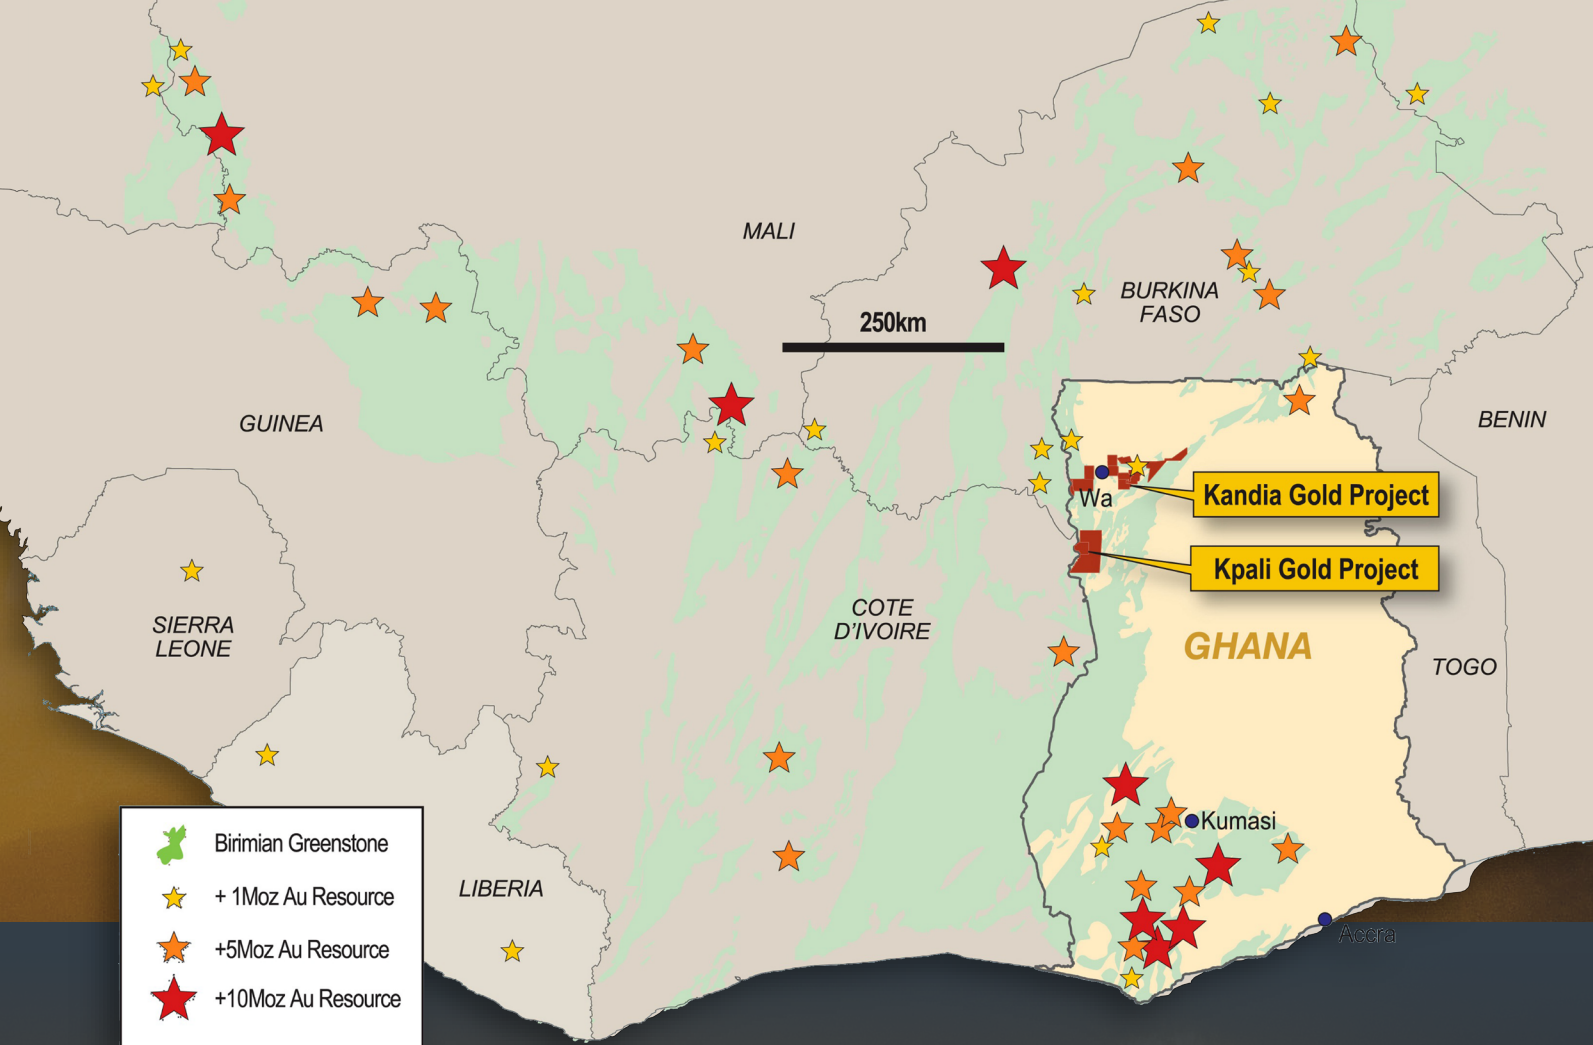 MALI
BURKINA
FASO
250km
GUINEA
BENIN
Wa
Kandia Gold Project
Kpali Gold Project
SIERRA
LEONE
COTE
D'IVOIRE
GHANA
TOGO
Kumasi
LIBERIA
Accra
Birimian Greenstone
+ 1Moz Au Resource
+5Moz Au Resource
+10Moz Au Resource